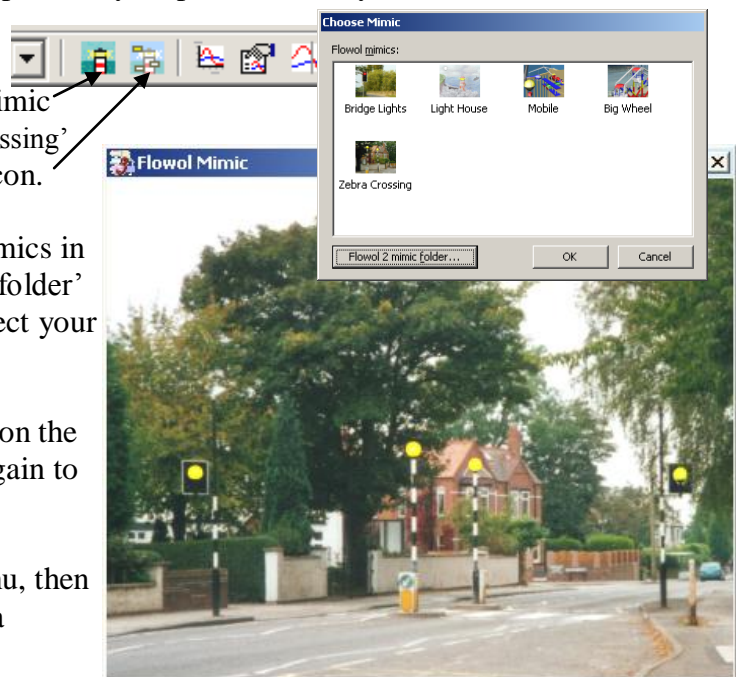 Choose Mimic
Flowol mimics:
Bridge Lights Light House Mobile Big Wheel
Zebra Crossing
Flowol 2 mimic folder... OK Cancel
Flowol Mimic
imic
ssing’
con.
mics in
folder’
ect your
on the
gain to
nu, then
a